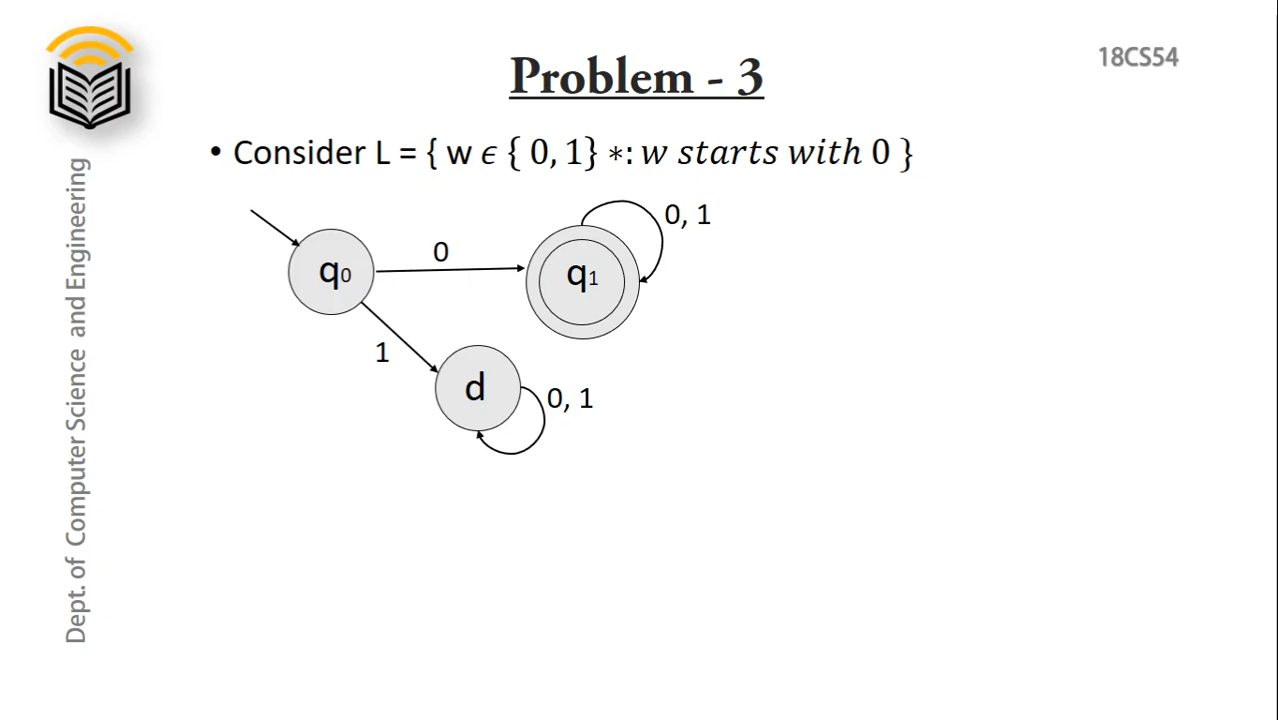 Problem - 3
18CS54
• Consider L = { w ϵ { 0, 1} ∗: w starts with 0 }
0, 1
0
q0
q1
1
d
0, 1
Dept. of Computer Science and Engineering